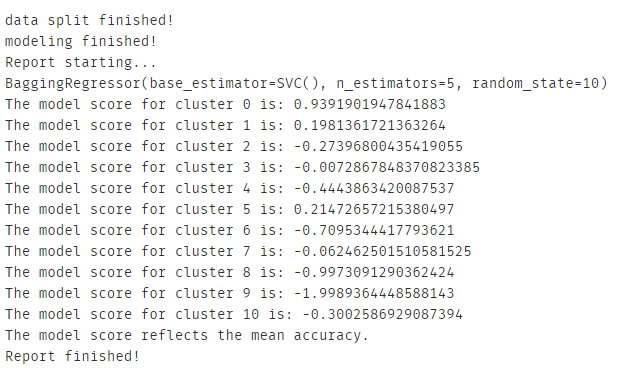 data split finished!
modeling finished!
Report starting...
BaggingRegressor(base_estimator=SVC(), n_estimators=5, random_state=10)
The model score for cluster 0 is: 0.9391901947841883
The model score for cluster 1 is: 0.1981361721363264
The model score for cluster 2 is: -0.27396800435419055
The model score for cluster 3 is: -0.0072867848370823385
The model score for cluster 4 is: -0.4443863420087537
The model score for cluster 5 is: 0.21472657215380497
The model score for cluster 6 is: -0.7095344417793621
The model score for cluster 7 is: -0.062462501510581525
The model score for cluster 8 is: -0.9973091290362424
The model score for cluster 9 is: -1.9989364448588143
The model score for cluster 10 is: -0.3002586929087394
The model score reflects the mean accuracy.
Report finished!